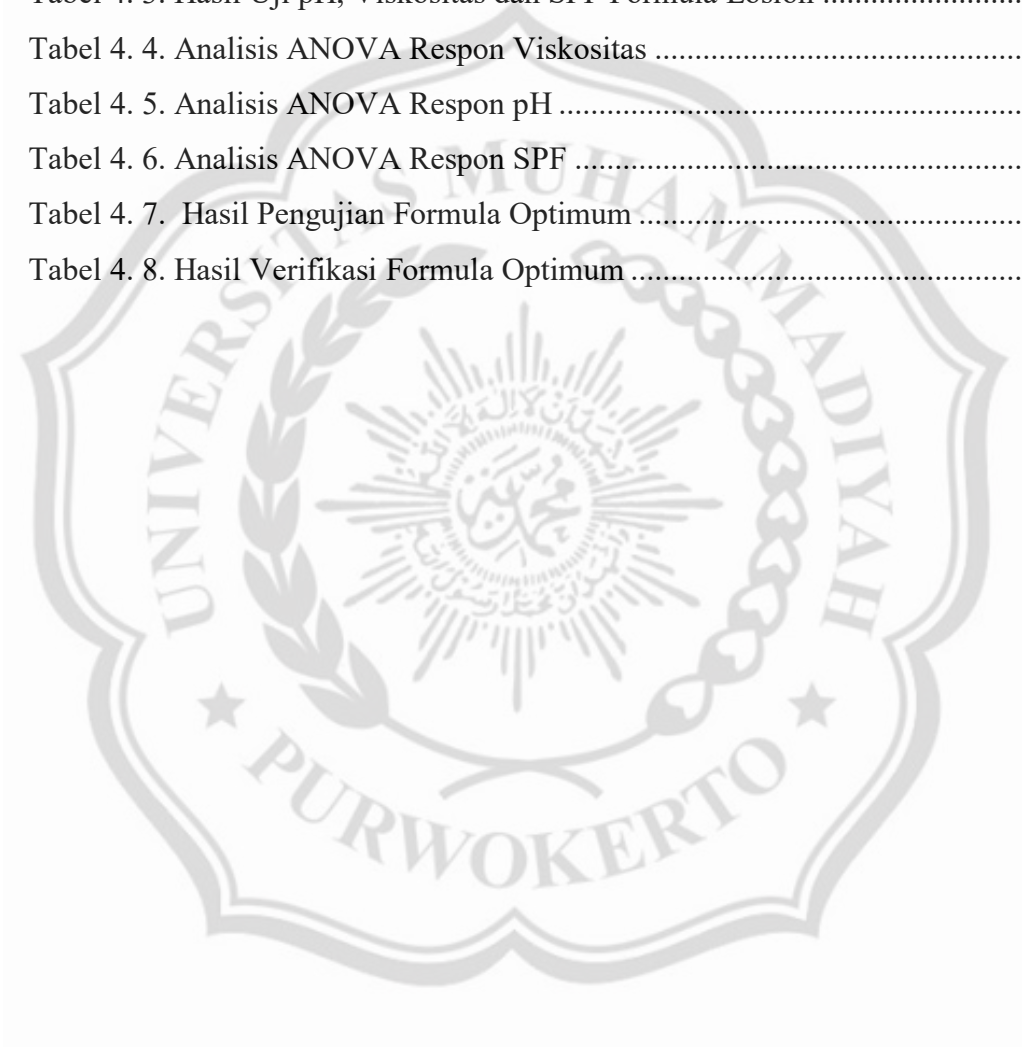 Tabel 4. 3. Hasil Uji pH, Viskositas dan SPF Formula Losion ........................
Tabel 4. 4. Analisis ANOVA Respon Viskositas .............................................
Tabel 4. 5. Analisis ANOVA Respon pH .........................................................
Tabel 4. 6. Analisis ANOVA Respon SPF .......................................................
Tabel 4. 7.  Hasil Pengujian Formula Optimum ...............................................
Tabel 4. 8. Hasil Verifikasi Formula Optimum ................................................
UNIVERSITAS MUHAMMADIYAH
محمد
PURWOKERTO